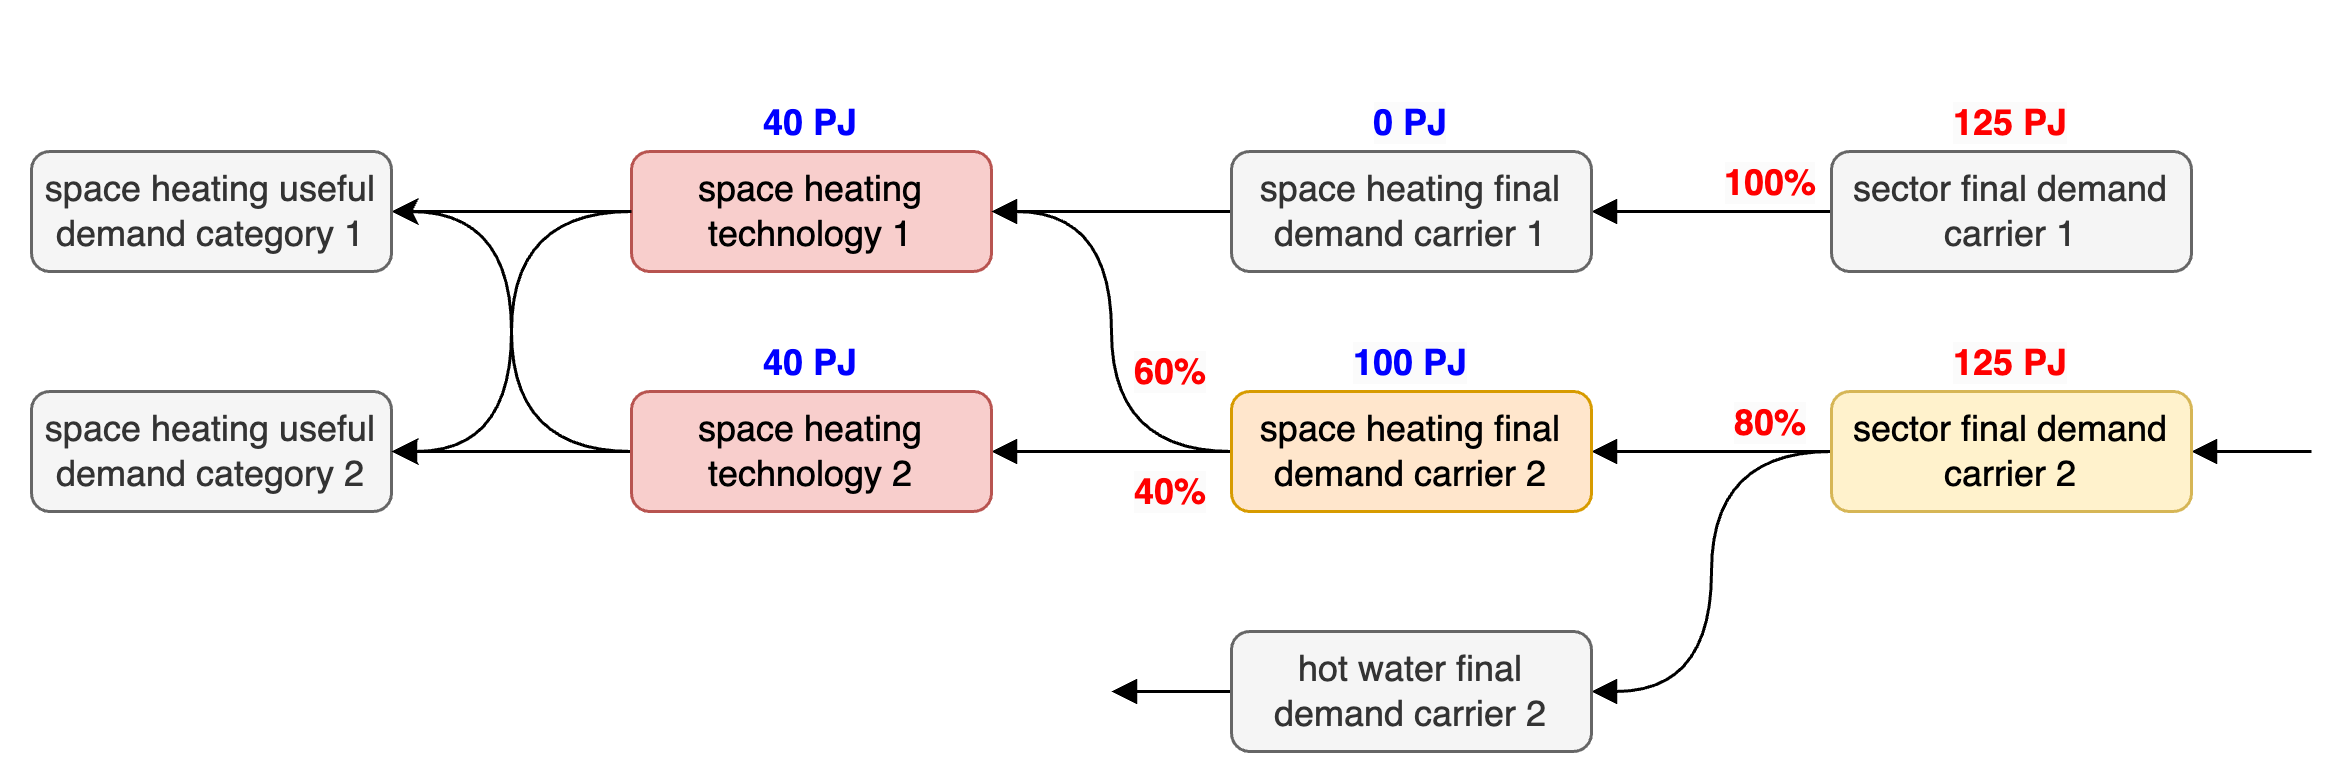 40 PJ
0 PJ
125 PJ
space heating useful
demand category 1
space heating
technology 1
space heating final
demand carrier 1
100%
sector final demand
carrier 1
40 PJ
60%
100 PJ
125 PJ
space heating useful
demand category 2
space heating
technology 2
40%
space heating final
demand carrier 2
80%
sector final demand
carrier 2
hot water final
demand carrier 2